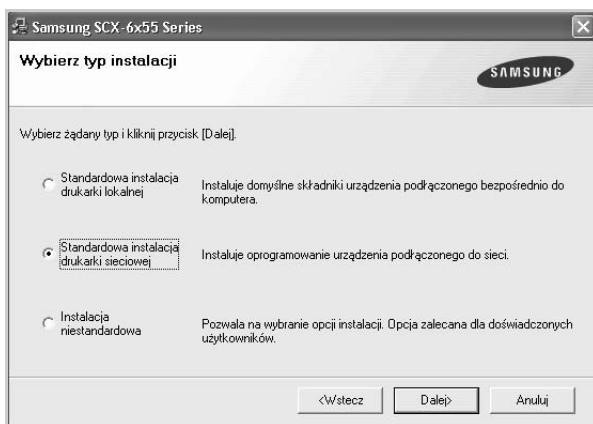 Samsung SCX-6x55 Series
Wybierz typ instalacji
SAMSUNG
Wybierz żądany typ i kliknij przycisk [Dalej].
Standardowa instalacja
drukarki lokalnej
Instaluje domyślne składniki urządzenia podłączonego bezpośrednio do
komputera.
Standardowa instalacja
drukarki sieciowej
Instaluje oprogramowanie urządzenia podłączonego do sieci.
Instalacja
niestandardowa
Pozwala na wybranie opcji instalacji. Opcja zalecana dla doświadczonych
użytkowników.
<Wstecz
Dalej>
Anuluj